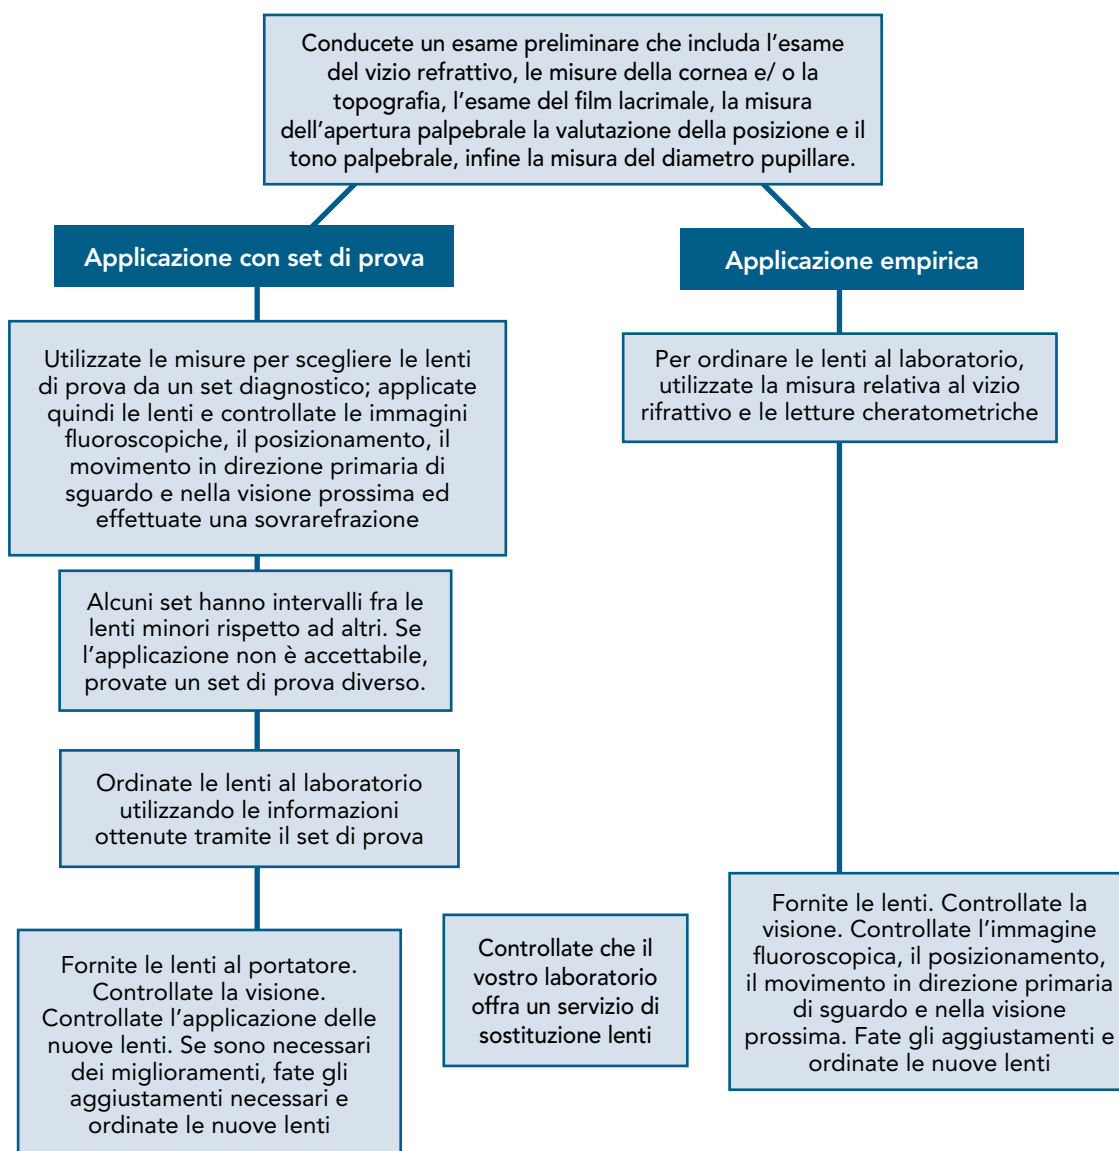 Conducete un esame preliminare che includa l’esame
del vizio refrattivo, le misure della cornea e/ o la
topografia, l’esame del film lacrimale, la misura
dell’apertura palpebrale la valutazione della posizione e il
tono palpebrale, infine la misura del diametro pupillare.
Applicazione con set di prova
Utilizzate le misure per scegliere le lenti
di prova da un set diagnostico; applicate
quindi le lenti e controllate le immagini
fluoroscopiche, il posizionamento, il
movimento in direzione primaria di
sguardo e nella visione prossima ed
effettuate una sovrarefrazione
Alcuni set hanno intervalli fra le
lenti minori rispetto ad altri. Se
l’applicazione non è accettabile,
provate un set di prova diverso.
Ordinate le lenti al laboratorio
utilizzando le informazioni
ottenute tramite il set di prova
Fornite le lenti al portatore.
Controllate la visione.
Controllate l’applicazione delle
nuove lenti. Se sono necessari
dei miglioramenti, fate gli
aggiustamenti necessari e
ordinate le nuove lenti
Controllate che il
vostro laboratorio
offra un servizio di
sostituzione lenti
Applicazione empirica
Per ordinare le lenti al laboratorio,
utilizzate la misura relativa al vizio
rifrattivo e le letture cheratometriche
Fornite le lenti. Controllate la
visione. Controllate l’immagine
fluoroscopica, il posizionamento,
il movimento in direzione primaria
di sguardo e nella visione
prossima. Fate gli aggiustamenti e
ordinate le nuove lenti